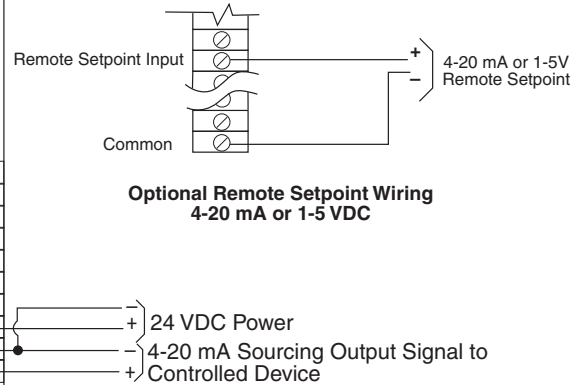 Remote Setpoint Input
+
4-20 mA or 1-5V
–
Remote Setpoint
Common
Optional Remote Setpoint Wiring
4-20 mA or 1-5 VDC
–
+
24 VDC Power
–
4-20 mA Sourcing Output Signal to
+
Controlled Device